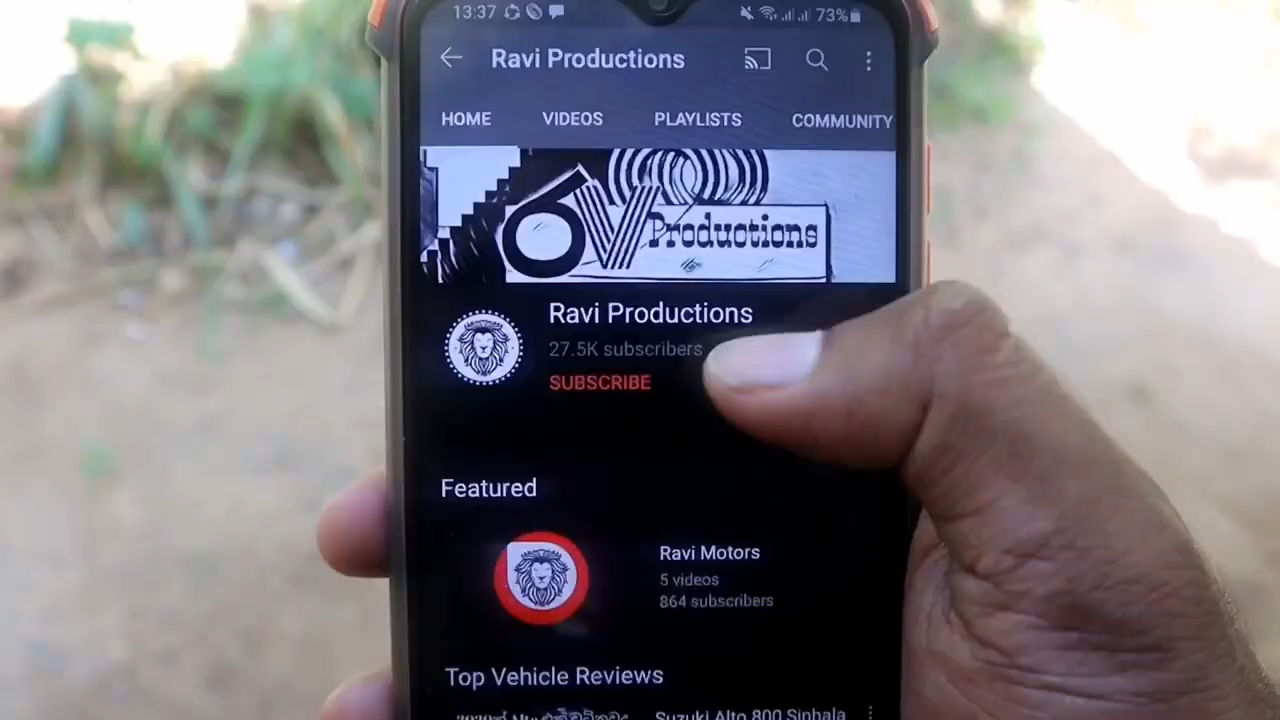 13:37 73%
Ravi Productions
HOME VIDEOS PLAYLISTS COMMUNITY
Productions
Ravi Productions
27.5K subscribers
SUBSCRIBE
Featured
Ravi Motors
5 videos
864 subscribers
Top Vehicle Reviews
Suzuki Alto 800 Sinhala